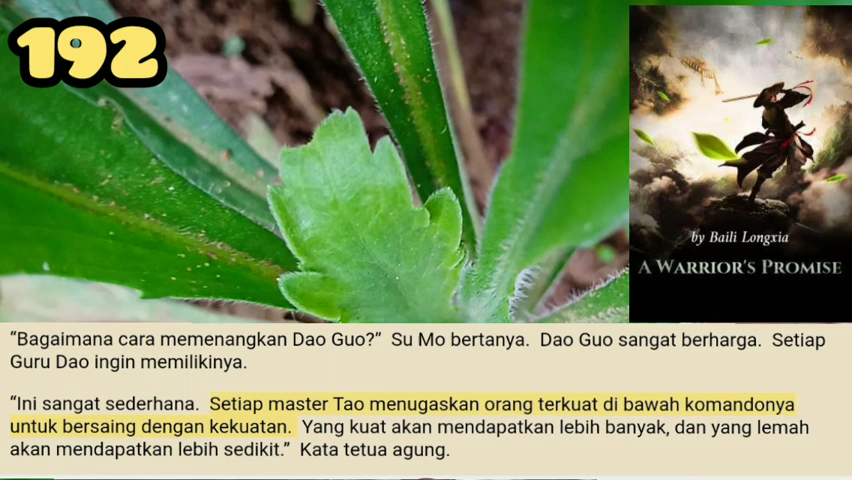 192
by Baili Longxia
A WARRIOR'S PROMISE
“Bagaimana cara memenangkan Dao Guo?” Su Mo bertanya. Dao Guo sangat berharga. Setiap
Guru Dao ingin memilikinya.
“Ini sangat sederhana. Setiap master Tao menugaskan orang terkuat di bawah komandonya
untuk bersaing dengan kekuatan. Yang kuat akan mendapatkan lebih banyak, dan yang lemah
akan mendapatkan lebih sedikit.” Kata tetua agung.